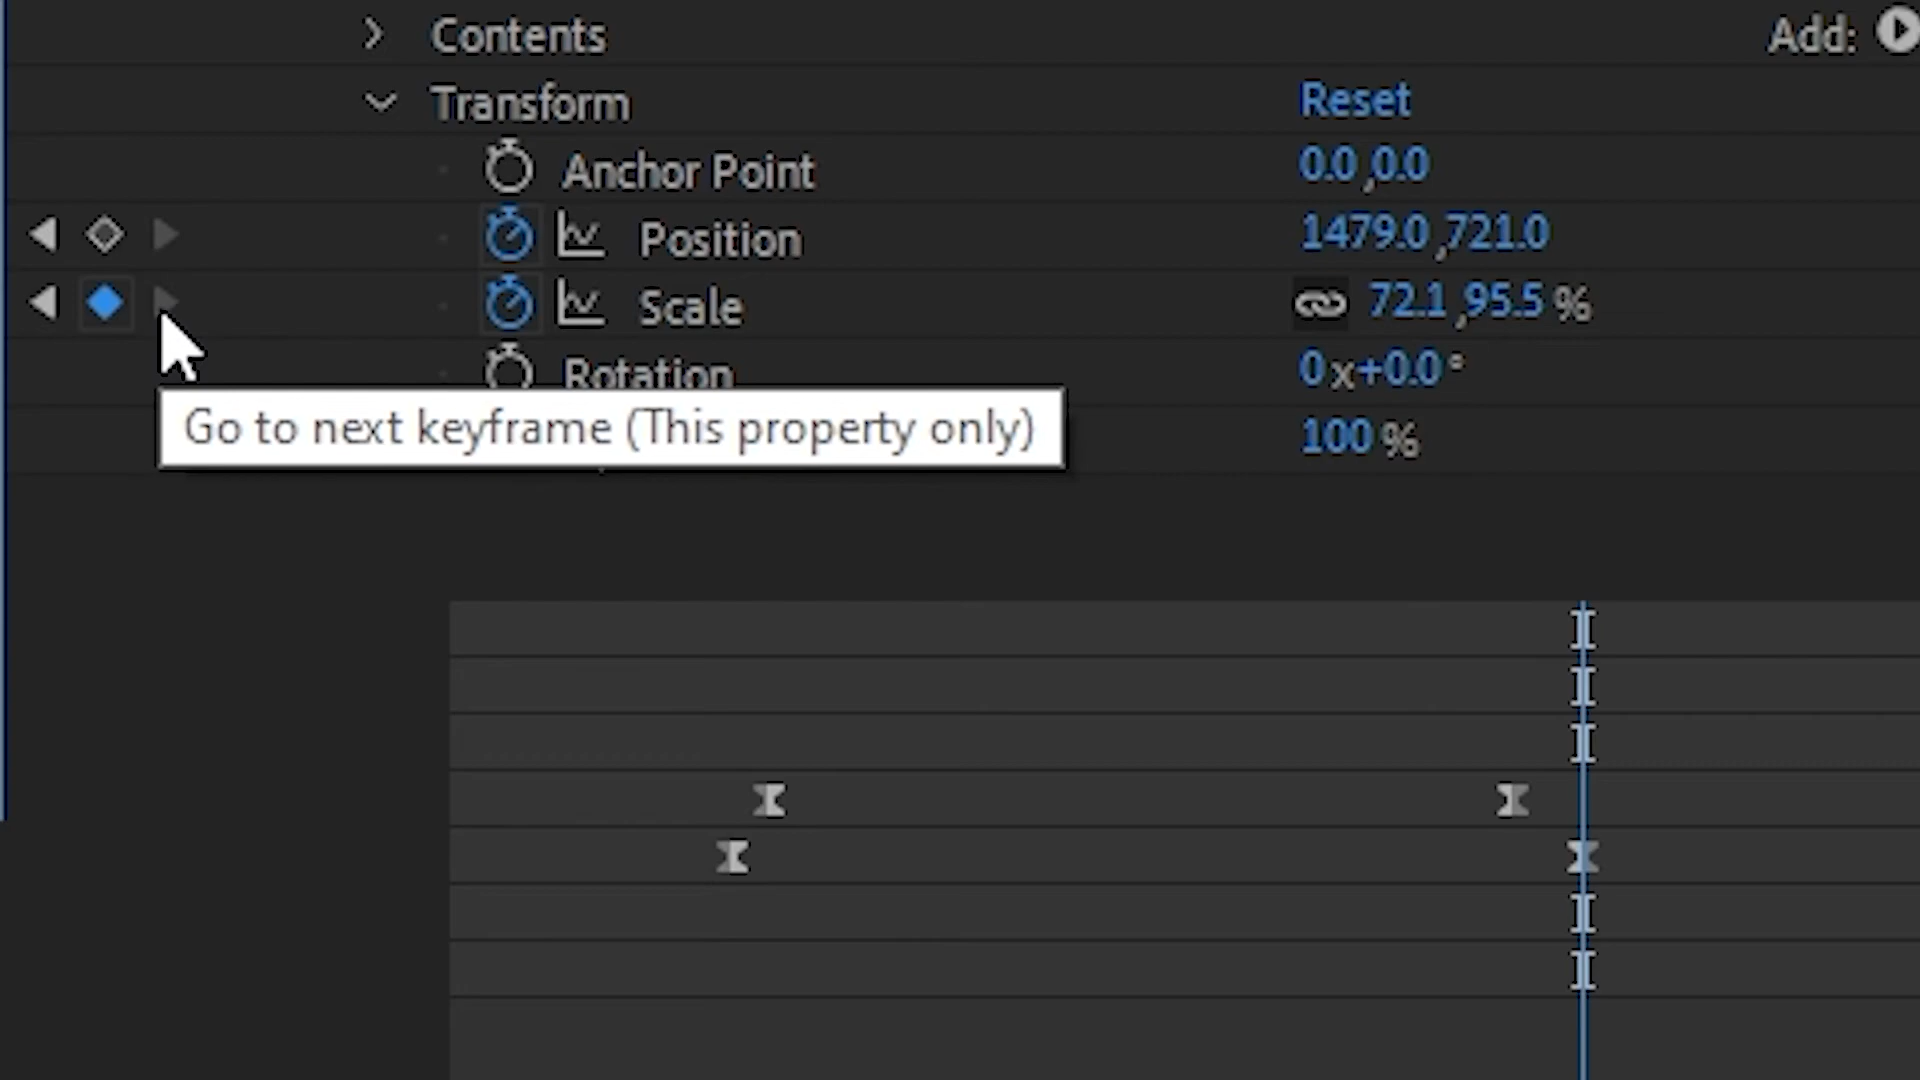 Contents
Add:
Transform
Reset
Anchor Point
0.0,0.0
Position
1479.0,721.0
Scale
72.1,95.5 %
Rotation
0x+0.0°
Go to next keyframe (This property only)
100 %